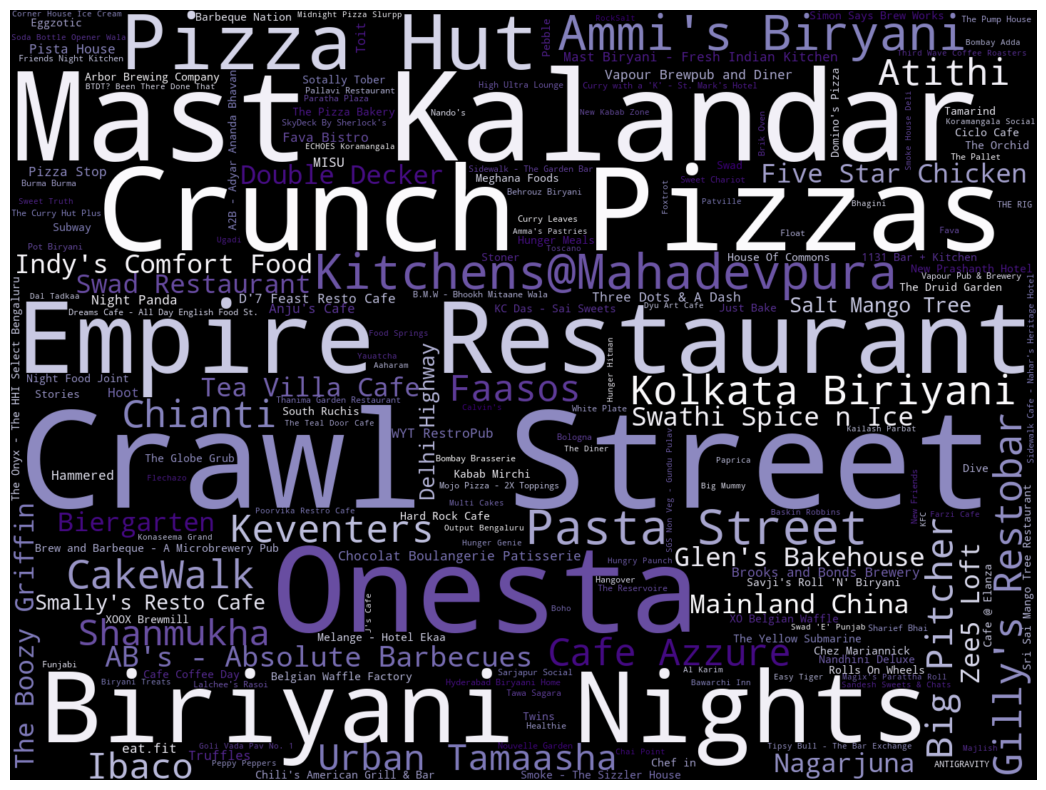 Corner House Ice Cream
Barbeque Nation
Midnight Pizza Slurpp
RockSalt
Simon Says Brew Works
The Pump House
Eggzotic
Pizza Hut
Toit
Pebble
Ammi's Biryani
Soda Bottle Opener Wala
Pista House
Bombay Adda
Friends Night Kitchen
Mast Biryani - Fresh Indian Kitchen
Third Wave Coffee Roasters
Mast Kalandar
Arbor Brewing Company
BTDT? Been There Done That
Sotally Tober
Pallavi Restaurant
Paratha Plaza
High Ultra Lounge
Vapour Brewpub and Diner
Curry with a 'K' - St. Mark's Hotel
Atithi
Domino's Pizza
Smoke House Deli
The Pizza Bakery
Nando's
New Kabab Zone
Tamarind
Koramangala Social
SkyDeck By Sherlock's
Fava Bistro
Brik Oven
Ciclo Cafe
ECHOES Koramangala
The Orchid
A2B - Adyar Ananda Bhavan
MISU
The Pallet
Pizza Stop
Double Decker
Sidewalk - The Garden Bar
Meghana Foods
Swad
Sweet Chariot
Five Star Chicken
Burma Burma
Behrouz Biryani
Foxtrot
Crunch Pizzas
Sweet Truth
Patville
Bhagini
THE RIG
The Curry Hut Plus
Curry Leaves
Subway
Amma's Pastries
Float
Fava
Pot Biryani
Ugadi
Hunger Meals
Toscano
Indy's Comfort Food
Stoner
House Of Commons
1131 Bar + Kitchen
Kitchens@Mahadevpura
New Prashanth Hotel
Swad Restaurant
Vapour Pub & Brewery
The Druid Garden
Dal Tadkaa
Night Panda
D'7 Feast Resto Cafe
B.M.W - Bhookh Mitaane Wala
Three Dots & A Dash
Salt Mango Tree
Dreams Cafe - All Day English Food St.
Anju's Cafe
KC Das - Sai Sweets
Dyu Art Cafe
Just Bake
Empire Restaurant
Food Springs
Hunger Hitman
Yauatcha
Aaharam
The Onyx - The HHI Select Bengaluru
Sidewalk Cafe - Nahar's Heritage Hotel
Night Food Joint
Tea Villa Cafe
Delhi Highway
Faasos
Kolkata Biriyani
Stories
Hoot
Thanima Garden Restaurant
Chianti
South Ruchis
The Teal Door Cafe
Calvin's
White Plate
Swathi Spice n Ice
Crawl Street
WYT RestroPub
Bologna
The Diner
Kailash Parbat
Gilly's Restobar
The Globe Grub
Bombay Brasserie
SGS Non Veg - Gundu Pulav
Paprica
Hammered
Flechazo
Kabab Mirchi
Mojo Pizza - 2X Toppings
Big Mummy
New Friends
Dive
Multi Cakes
Biergarten
Poorvika Restro Cafe
Hard Rock Cafe
Baskin Robbins
KFC
Farzi Cafe
Konaseema Grand
Keventers
Output Bengaluru
Pasta Street
Hunger Genie
Brew and Barbeque - A Microbrewery Pub
Chocolat Boulangerie Patisserie
Hungry Paunch
Glen's Bakehouse
Big Pitcher
Zee5 Loft
Cafe @ Elanza
Sri Sai Mango Tree Restaurant
The Boozy Griffin
CakeWalk
Onesta
Hangover
The Reservoire
Brooks and Bonds Brewery
Savji's Roll 'N' Biryani
Smally's Resto Cafe
J's Cafe
Boho
Mainland China
XOOX Brewmill
XO Belgian Waffle
Shanmukha
Swad 'E' Punjab
Sharief Bhai
Melange - Hotel Ekaa
The Yellow Submarine
AB's - Absolute Barbecues
Cafe Azzure
Chez Mariannick
Nandhini Deluxe
Funjabi
Cafe Coffee Day
Sarjapur Social
Al Karim
Rolls On Wheels
Biryani Treats
Lalchee's Rasoi
Belgian Waffle Factory
Hyderabad Biryaani Home
Bawarchi Inn
Easy Tiger
Magix's Parattha Roll
Sandesh Sweets & Chats
Tawa Sagara
Biriyani Nights
Twins
Healthie
eat.fit
Goli Vada Pav No. 1
Truffles
Nouvelle Garden
Chai Point
Tipsy Bull - The Bar Exchange
Majlish
Ibaco
Peppy Peppers
Urban Tamaasha
Chef in
Nagarjuna
ANTIGRAVITY
Chili's American Grill & Bar
Smoke - The Sizzler House